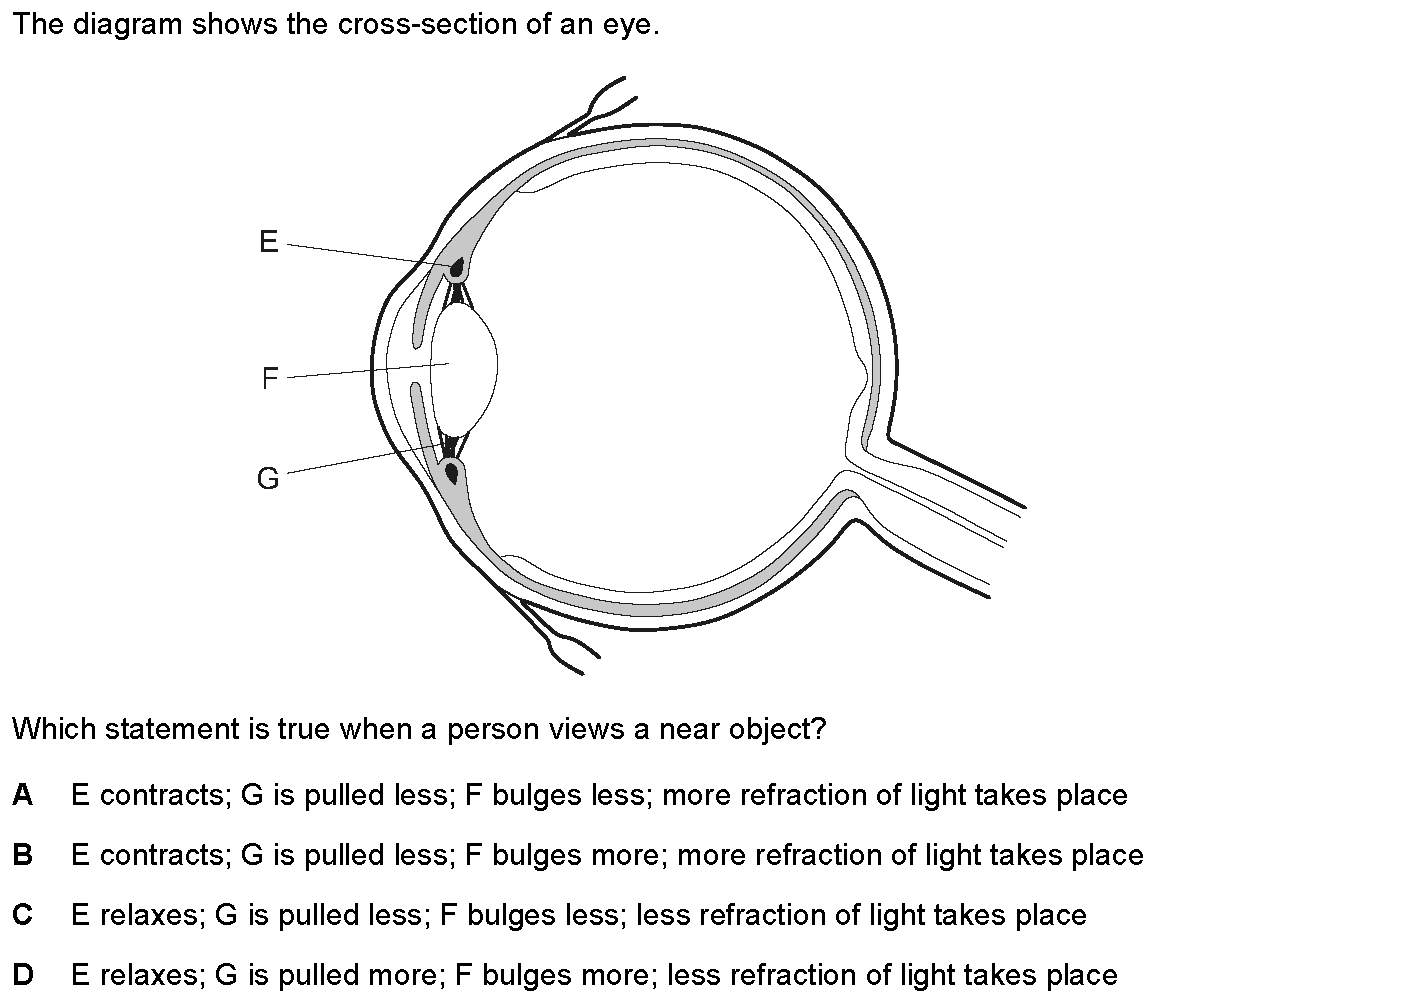 The diagram shows the cross-section of an eye.
E
F
G
Which statement is true when a person views a near object?
A E contracts; G is pulled less; F bulges less; more refraction of light takes place
B E contracts; G is pulled less; F bulges more; more refraction of light takes place
C E relaxes; G is pulled less; F bulges less; less refraction of light takes place
D E relaxes; G is pulled more; F bulges more; less refraction of light takes place